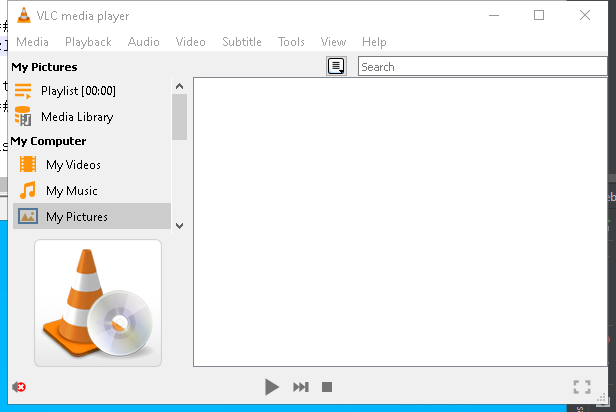 VLC media player
Media Playback Audio Video Subtitle Tools View Help
My Pictures
Search
Playlist [00:00]
Media Library
My Computer
My Videos
My Music
My Pictures